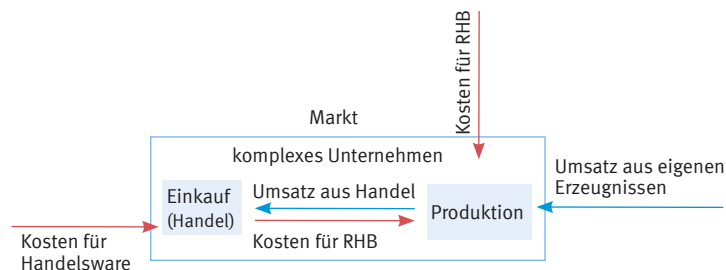 Kosten für RHB
Markt
komplexes Unternehmen
Umsatz aus eigenen
Erzeugnissen
Einkauf
(Handel)
Umsatz aus Handel
Produktion
Kosten für RHB
Kosten für
Handelsware